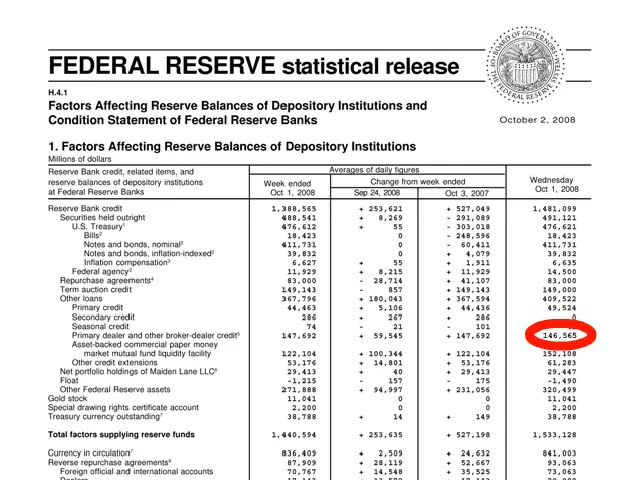 FEDERAL RESERVE statistical release
H.4.1
Factors Affecting Reserve Balances of Depository Institutions and
Condition Statement of Federal Reserve Banks
October 2, 2008
1. Factors Affecting Reserve Balances of Depository Institutions
Millions of dollars
Reserve Bank credit, related items, and Averages of daily figures Wednesday
reserve balances of depository institutions Week ended Change from week ended Oct 1, 2008
at Federal Reserve Banks Oct 1, 2008 Sep 24, 2008 Oct 3, 2007
Reserve Bank credit 1,388,565 + 253,621 + 527,049 1,481,099
Securities held outright 488,541 + 8,269 - 291,089 491,121
U.S. Treasury¹ 476,612 + 55 - 303,018 476,621
Bills² 18,423 0 - 248,596 18,423
Notes and bonds, nominal² 411,731 0 - 60,411 411,731
Notes and bonds, inflation-indexed² 39,832 0 + 4,079 39,832
Inflation compensation³ 6,627 + 55 + 1,911 6,635
Federal agency² 11,929 + 8,215 + 11,929 14,500
Repurchase agreements⁴ 83,000 - 28,714 + 41,107 83,000
Term auction credit 149,143 - 857 + 149,143 149,000
Other loans 367,796 + 180,043 + 367,594 409,522
Primary credit 44,463 + 5,106 + 44,436 49,524
Secondary credit 286 + 267 + 286 0
Seasonal credit 74 - 21 - 101
Primary dealer and other broker-dealer credit⁵ 147,692 + 59,545 + 147,692 146,565
Asset-backed commercial paper money
market mutual fund liquidity facility 122,104 + 100,344 + 122,104 152,108
Other credit extensions 53,176 + 14,801 + 53,176 61,283
Net portfolio holdings of Maiden Lane LLC⁶ 29,413 + 40 + 29,413 29,447
Float -1,215 - 157 - 175 -1,490
Other Federal Reserve assets 271,888 + 94,997 + 231,056 320,499
Gold stock 11,041 0 0 11,041
Special drawing rights certificate account 2,200 0 0 2,200
Treasury currency outstanding⁷ 38,788 + 14 + 149 38,788
Total factors supplying reserve funds 1,440,594 + 253,635 + 527,198 1,533,128
Currency in circulation⁷ 836,409 + 2,509 + 24,632 841,003
Reverse repurchase agreements⁸ 87,909 + 28,119 + 52,667 93,063
Foreign official and international accounts 70,767 + 14,548 + 35,525 73,063